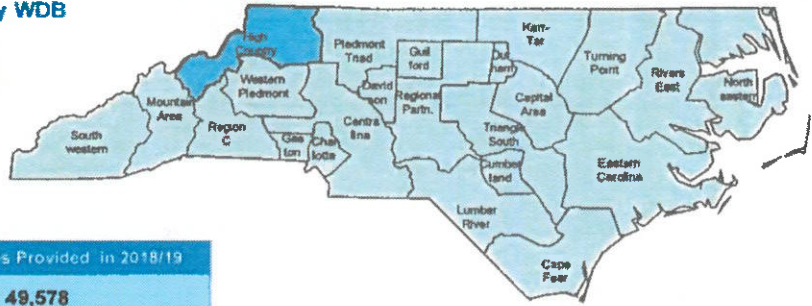 y WDB
High
Country
Piedmont
Triad
Guil
ford
Dur
ham
Kerr-
Tar
Turning
Point
Rivers
East
North
eastern
Mountain
Area
Western
Piedmont
David
son
Regional
Partn.
Capital
Area
South
western
Region
C
Gas
ton
Char
lotte
Centra
lina
Triangle
South
Cumber
land
Eastern
Carolina
Lumber
River
Cape
Fear
es Provided in 2018/19
49,578